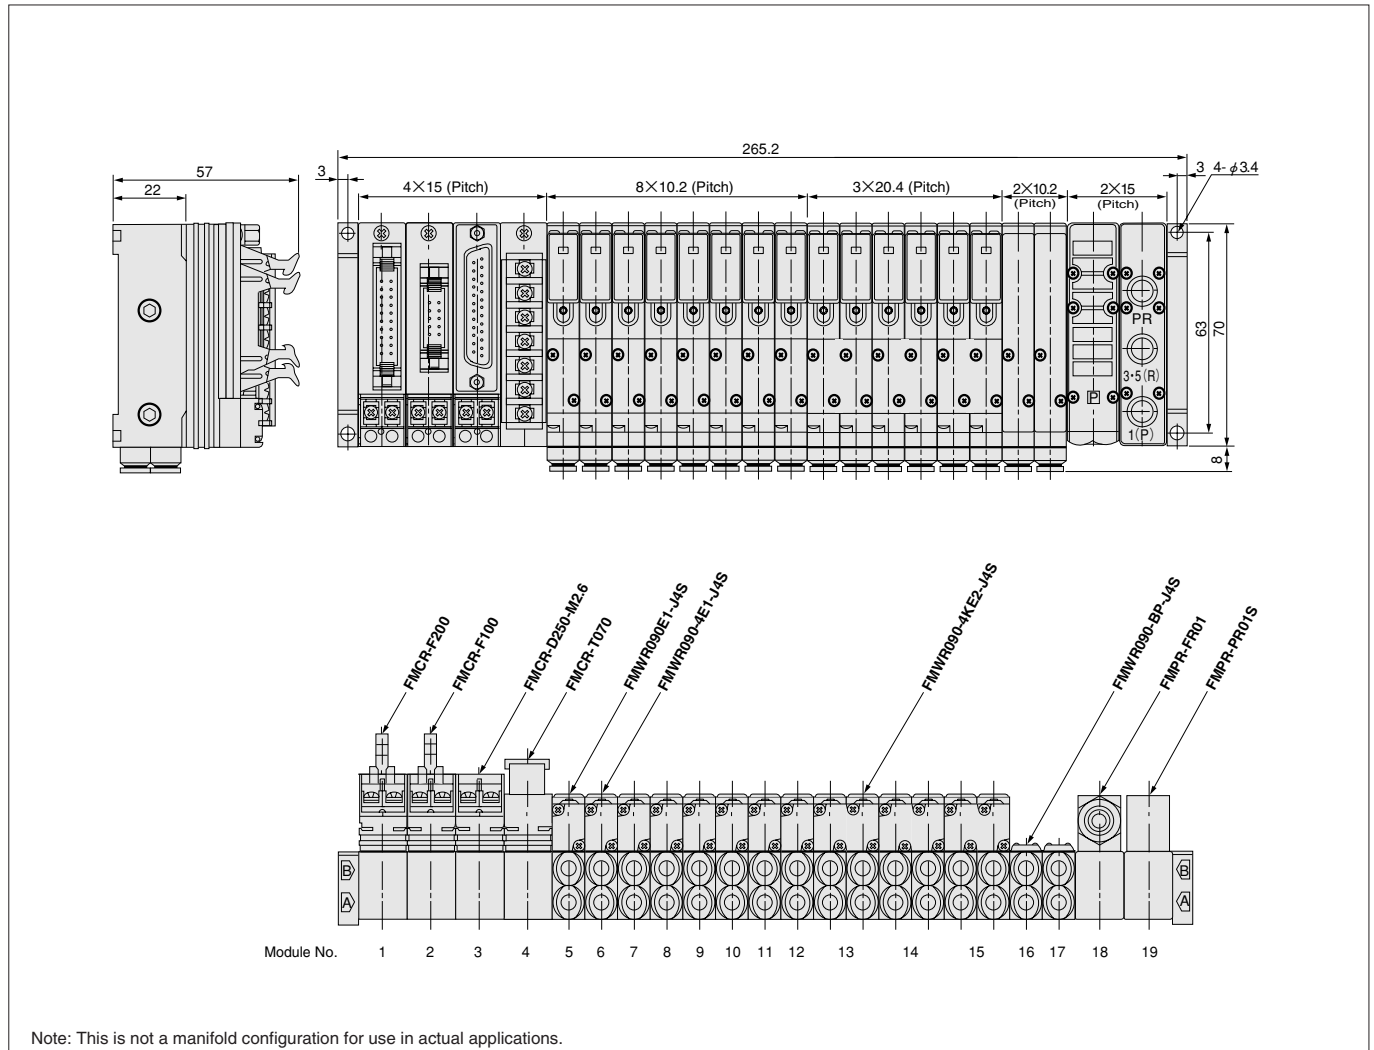 265.2
57
22
3
4×15 (Pitch)
8×10.2 (Pitch)
3×20.4 (Pitch)
2×10.2
(Pitch)
2×15
(Pitch)
3
4-φ3.4
PR
3·5(R)
1(P)
P
63
70
8
FMCR-F200
FMCR-F100
FMCR-D250-M2.6
FMCR-T070
FMWR090E1-J4S
FMWR090-4E1-J4S
FMWR090-4KE2-J4S
FMWR090-BP-J4S
FMPR-FR01
FMPR-PR01S
B
A
B
A
Module No. 1 2 3 4 5 6 7 8 9 10 11 12 13 14 15 16 17 18 19
Note: This is not a manifold configuration for use in actual applications.